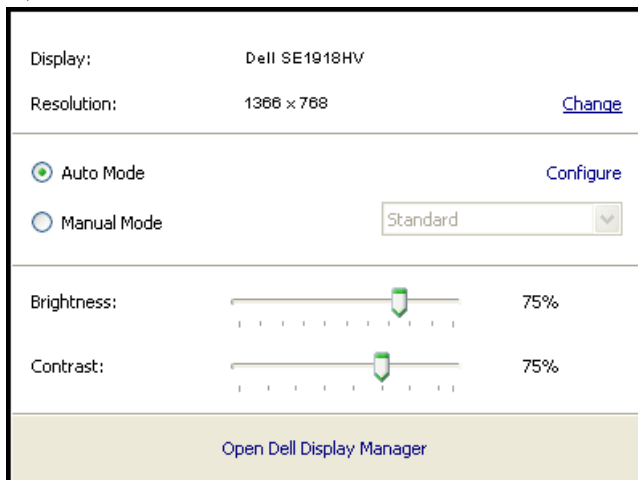 Display: Dell SE1918HV
Resolution: 1366 x 768 Change
Auto Mode Configure
Manual Mode Standard
Brightness: 75%
Contrast: 75%
Open Dell Display Manager